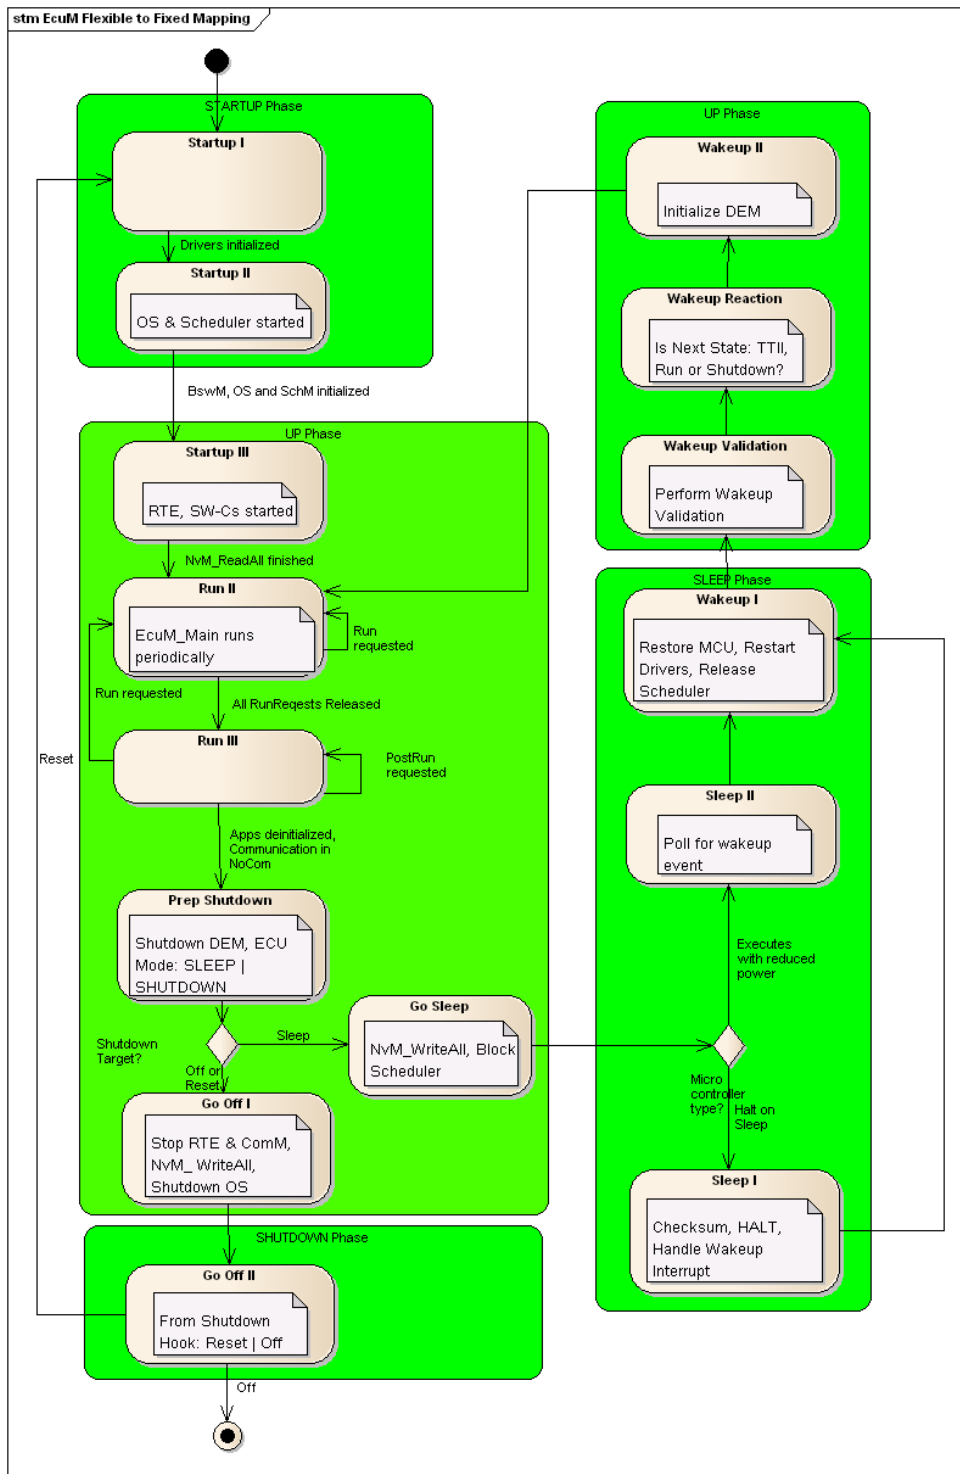 stm EcuM Flexible to Fixed Mapping
STARTUP Phase
Startup I
Drivers initialized
Startup II
OS & Scheduler started
BswM, OS and SchM initialized
UP Phase
Startup III
RTE, SW-Cs started
NvM_ReadAll finished
Run II
EcuM_Main runs
periodically
Run
requested
Run requested
All RunReqests Released
Run III
PostRun
requested
Reset
Apps deinitialized,
Communication in
NoCom
Prep Shutdown
Shutdown DEM, ECU
Mode: SLEEP |
SHUTDOWN
Shutdown
Target?
Sleep
Off or
Reset
Go Sleep
NvM_WriteAll, Block
Scheduler
Go Off I
Stop RTE & ComM,
NvM_ WriteAll,
Shutdown OS
SHUTDOWN Phase
Go Off II
From Shutdown
Hook: Reset | Off
Off
UP Phase
Wakeup II
Initialize DEM
Wakeup Reaction
Is Next State: TTII,
Run or Shutdown?
Wakeup Validation
Perform Wakeup
Validation
SLEEP Phase
Wakeup I
Restore MCU, Restart
Drivers, Release
Scheduler
Sleep II
Poll for wakeup
event
Executes
with reduced
power
Micro
controller
type?
Halt on
Sleep
Sleep I
Checksum, HALT,
Handle Wakeup
Interrupt